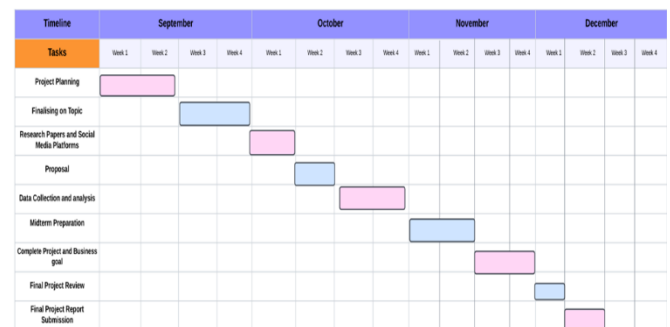 Timeline September October November December
Tasks Week 1 Week 2 Week 3 Week 4 Week 1 Week 2 Week 3 Week 4 Week 1 Week 2 Week 3 Week 4 Week 1 Week 2 Week 3 Week 4
Project Planning
Finalising on Topic
Research Papers and Social
Media Platforms
Proposal
Data Collection and analysis
Midterm Preparation
Complete Project and Business
goal
Final Project Review
Final Project Report
Submission